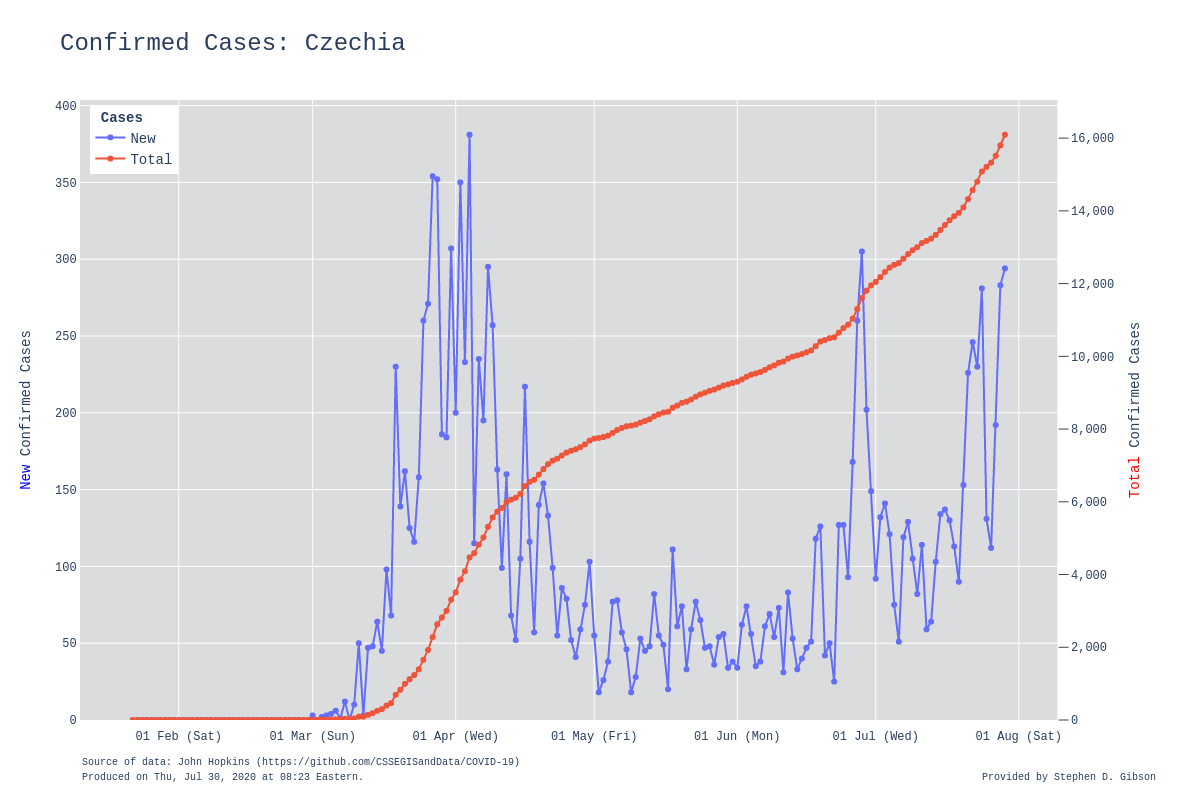 Confirmed Cases: Czechia
Cases
New
Total
400
350
300
250
200
150
100
50
0
16,000
14,000
12,000
10,000
8,000
6,000
4,000
2,000
0
New Confirmed Cases
Total Confirmed Cases
01 Feb (Sat)
01 Mar (Sun)
01 Apr (Wed)
01 May (Fri)
01 Jun (Mon)
01 Jul (Wed)
01 Aug (Sat)
Source of data: John Hopkins (https://github.com/CSSEGISandData/COVID-19)
Produced on Thu, Jul 30, 2020 at 08:23 Eastern.
Provided by Stephen D. Gibson